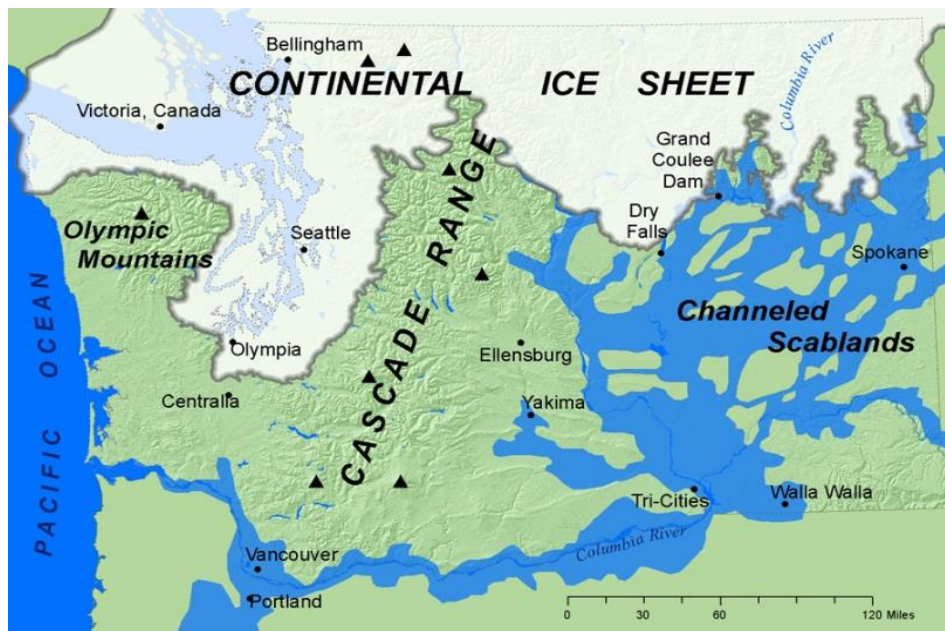 Bellingham
CONTINENTAL ICE SHEET
Columbia River
Victoria, Canada
Grand
Coulee
Dam
Olympic
Mountains
Seattle
Dry
Falls
Spokane
CASCADE RANGE
PACIFIC OCEAN
Channeled
Scablands
Olympia
Ellensburg
Centralia
Yakima
Tri-Cities
Walla Walla
Columbia River
Vancouver
Portland
0 30 60 120 Miles